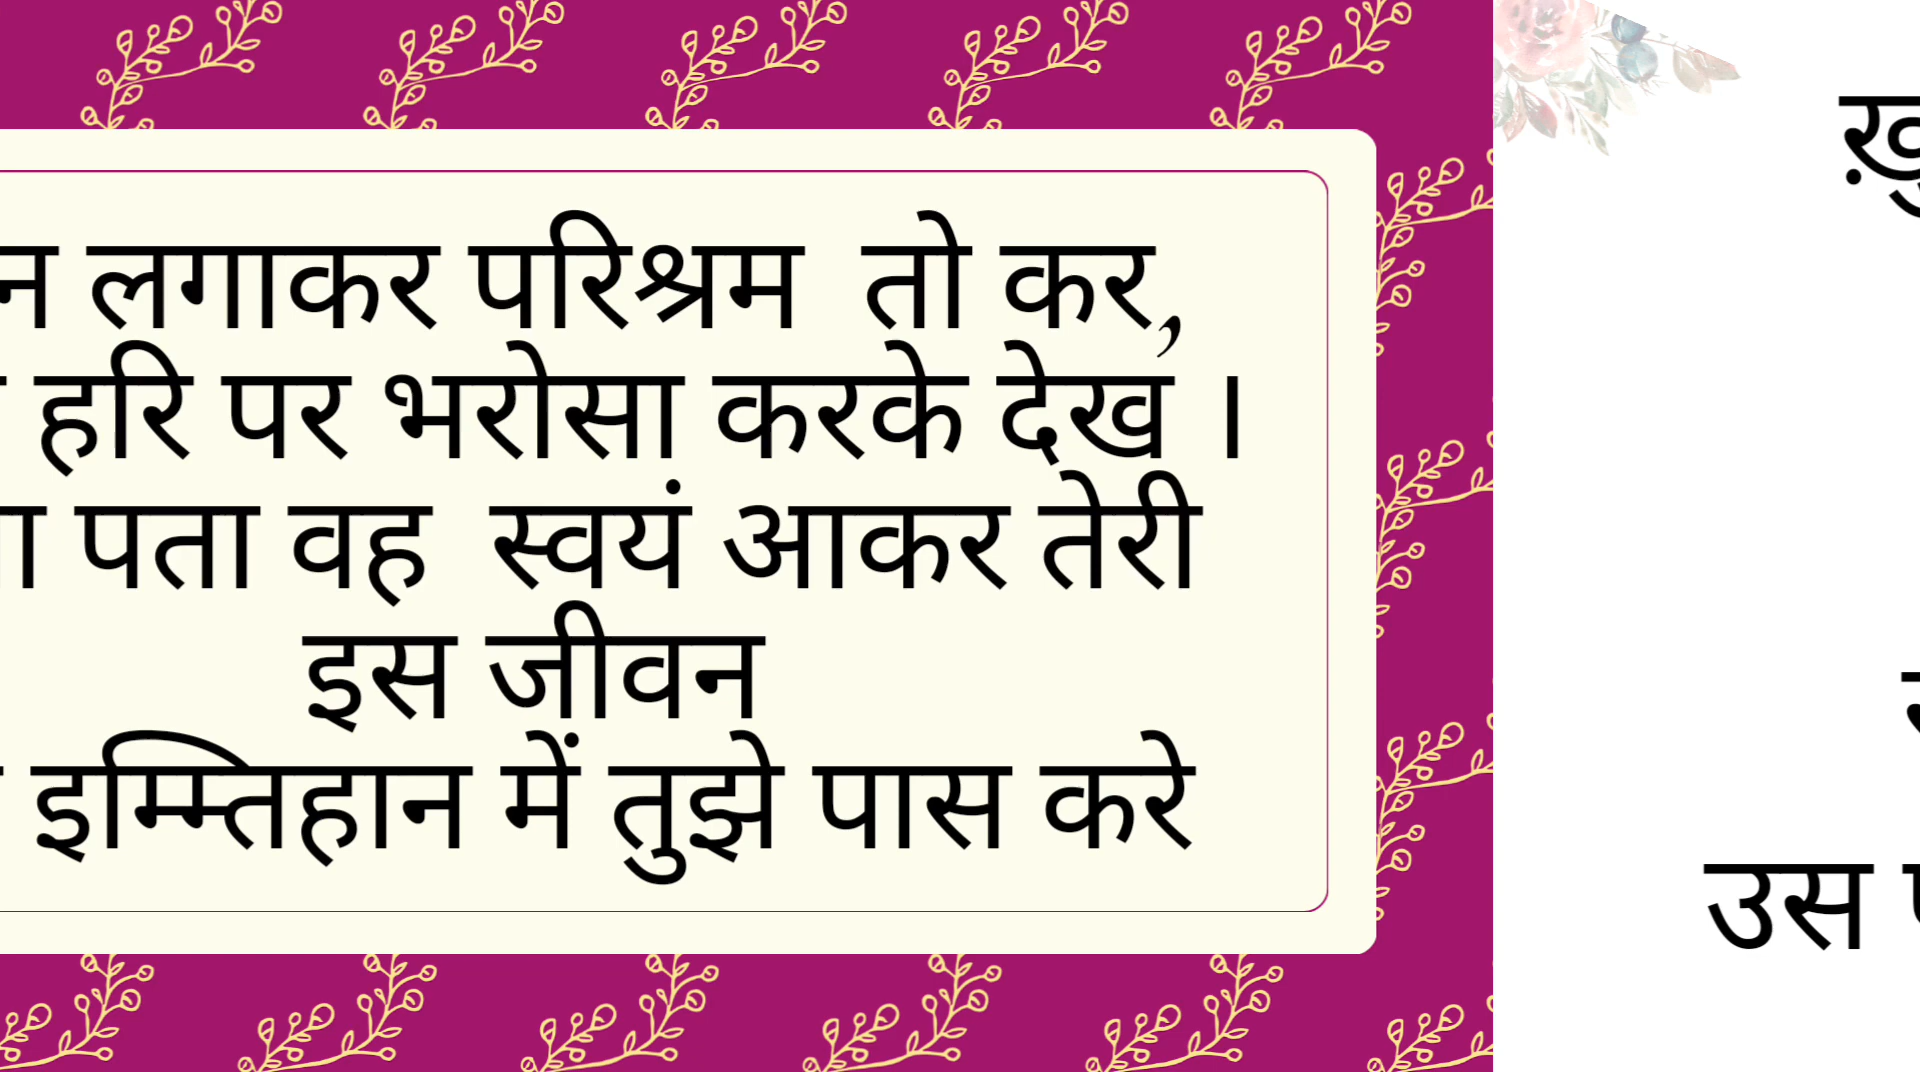 लगाकर परिश्रम तो कर,
हरि पर भरोसा करके देख ।
पता वह स्वयं आकर तेरी
इस जीवन
इम्तिहान में तुझे पास करे
उस